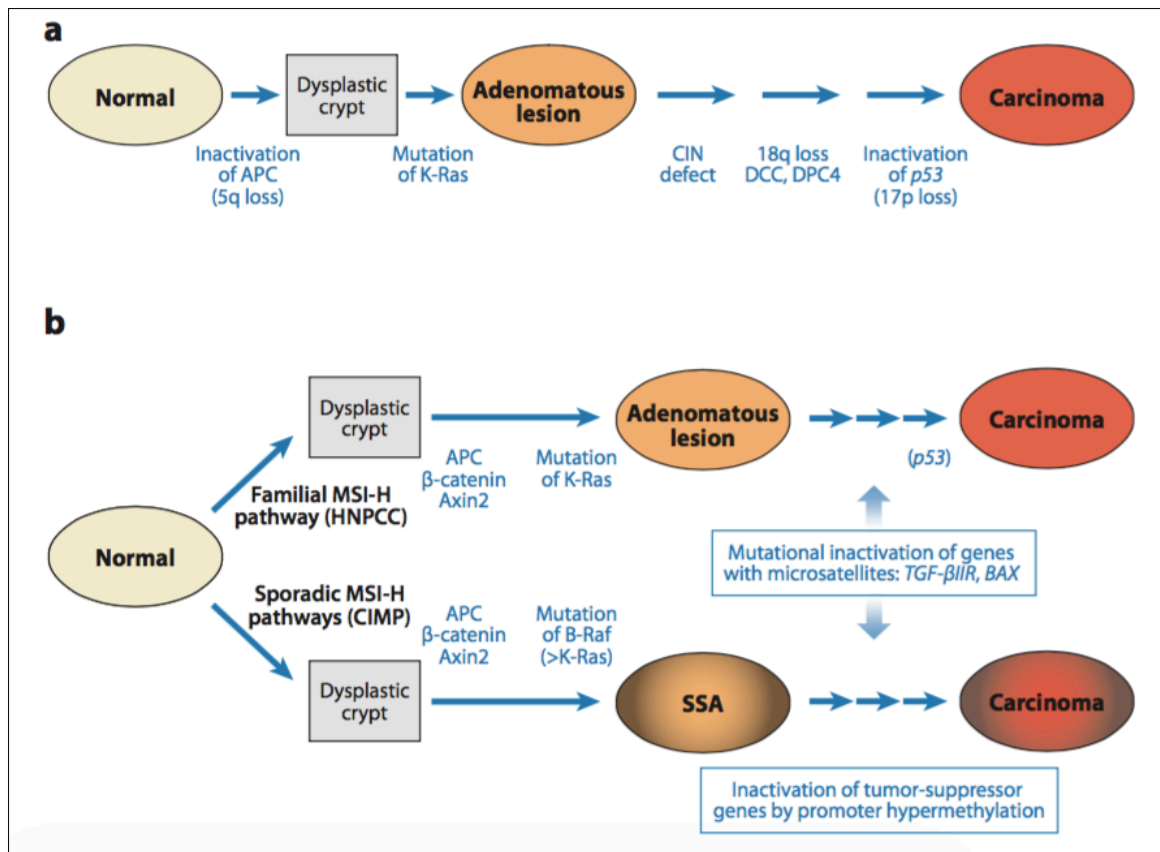 a
Normal
Inactivation
of APC
(5q loss)
Dysplastic
crypt
Mutation
of K-Ras
Adenomatous
lesion
CIN
defect
18q loss
DCC, DPC4
Inactivation
of p53
(17p loss)
Carcinoma
b
Normal
Familial MSI-H
pathway (HNPCC)
Dysplastic
crypt
APC
β-catenin
Axin2
Mutation
of K-Ras
Adenomatous
lesion
(p53)
Carcinoma
Mutational inactivation of genes
with microsatellites: TGF-βIIR, BAX
Sporadic MSI-H
pathways (CIMP)
Dysplastic
crypt
APC
β-catenin
Axin2
Mutation
of B-Raf
(>K-Ras)
SSA
Carcinoma
Inactivation of tumor-suppressor
genes by promoter hypermethylation